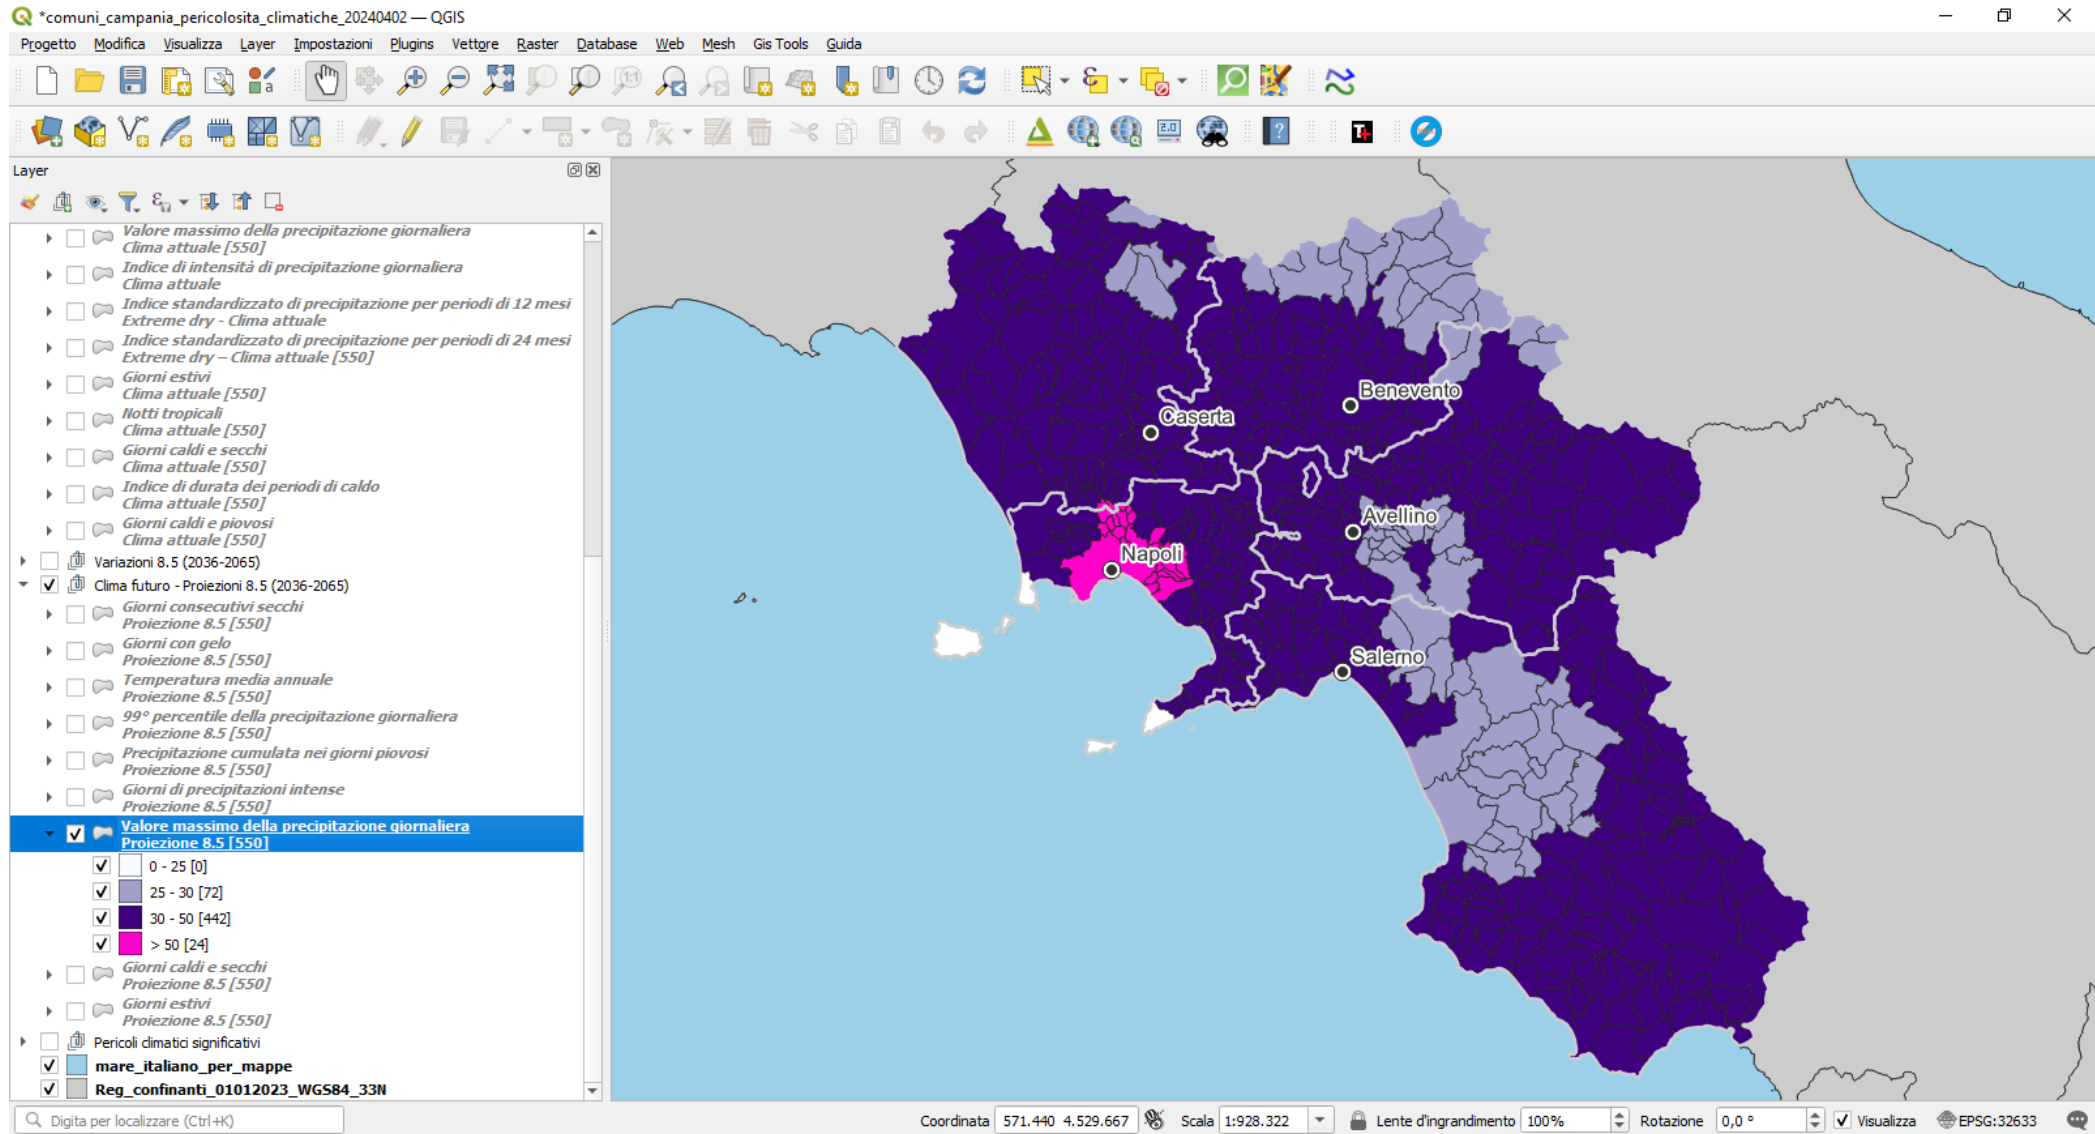 *comuni_campania_pericolosita_climatiche_20240402 — QGIS
Progetto Modifica Visualizza Layer Impostazioni Plugins Vettore Raster Database Web Mesh Gis Tools Guida
Layer
Valore massimo della precipitazione giornaliera
Clima attuale [550]
Indice di intensità di precipitazione giornaliera
Clima attuale
Indice standardizzato di precipitazione per periodi di 12 mesi
Extreme dry - Clima attuale
Indice standardizzato di precipitazione per periodi di 24 mesi
Extreme dry – Clima attuale [550]
Giorni estivi
Clima attuale [550]
Notti tropicali
Clima attuale [550]
Giorni caldi e secchi
Clima attuale [550]
Indice di durata dei periodi di caldo
Clima attuale [550]
Giorni caldi e piovosi
Clima attuale [550]
Variazioni 8.5 (2036-2065)
Clima futuro - Proiezioni 8.5 (2036-2065)
Giorni consecutivi secchi
Proiezione 8.5 [550]
Giorni con gelo
Proiezione 8.5 [550]
Temperatura media annuale
Proiezione 8.5 [550]
99° percentile della precipitazione giornaliera
Proiezione 8.5 [550]
Precipitazione cumulata nei giorni piovosi
Proiezione 8.5 [550]
Giorni di precipitazioni intense
Proiezione 8.5 [550]
Valore massimo della precipitazione giornaliera
Proiezione 8.5 [550]
0 - 25 [0]
25 - 30 [72]
30 - 50 [442]
> 50 [24]
Giorni caldi e secchi
Proiezione 8.5 [550]
Giorni estivi
Proiezione 8.5 [550]
Pericoli climatici significativi
mare_italiano_per_mappe
Reg_confinanti_01012023_WGS84_33N
Benevento
Caserta
Avellino
Napoli
Salerno
Digita per localizzare (Ctrl+K)
Coordinata 571.440 4.529.667 Scala 1:928.322 Lente d'ingrandimento 100% Rotazione 0,0 ° Visualizza EPSG:32633